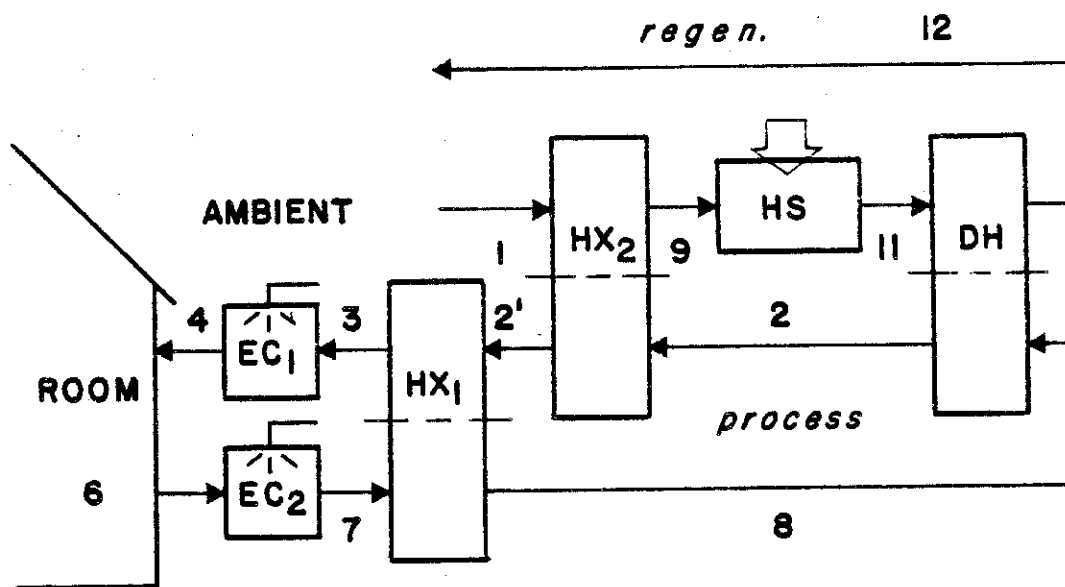 regen. 12
AMBIENT
1 HX2 9 HS 11 DH
4 EC1 3 2' 2
ROOM HX1
process
6 EC2 7 8